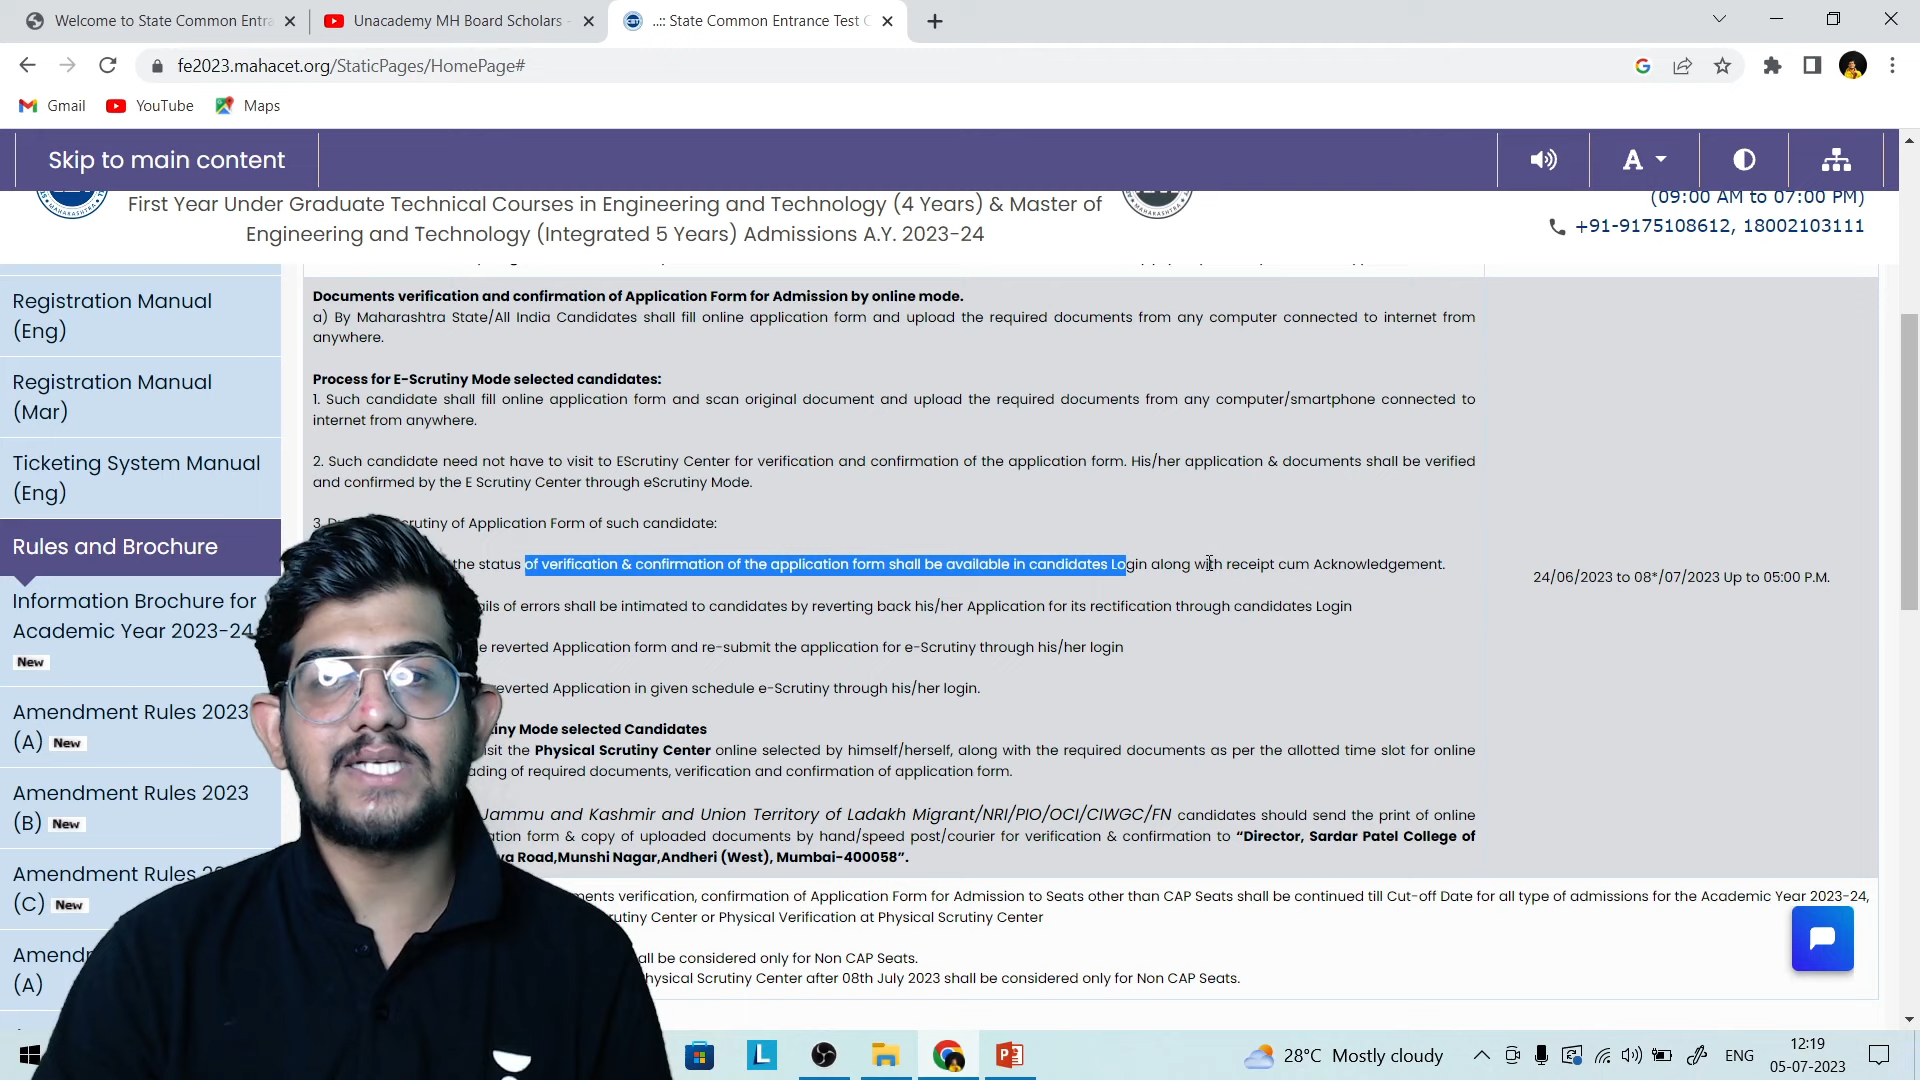 Welcome to State Common Entra
Unacademy MH Board Scholars -
..:: State Common Entrance Test C
fe2023.mahacet.org/StaticPages/HomePage#
Gmail
YouTube
Maps
Skip to main content
A
First Year Under Graduate Technical Courses in Engineering and Technology (4 Years) & Master of
Engineering and Technology (Integrated 5 Years) Admissions A.Y. 2023-24
(09:00 AM to 07:00 PM)
+91-9175108612, 18002103111
Registration Manual
(Eng)
Registration Manual
(Mar)
Ticketing System Manual
(Eng)
Rules and Brochure
Information Brochure for
Academic Year 2023-24
New
Amendment Rules 2023
(A) New
Amendment Rules 2023
(B) New
Amendment Rules
(C) New
(A)
Documents verification and confirmation of Application Form for Admission by online mode.
a) By Maharashtra State/All India Candidates shall fill online application form and upload the required documents from any computer connected to internet from
anywhere.
Process for E-Scrutiny Mode selected candidates:
1. Such candidate shall fill online application form and scan original document and upload the required documents from any computer/smartphone connected to
internet from anywhere.
2. Such candidate need not have to visit to EScrutiny Center for verification and confirmation of the application form. His/her application & documents shall be verified
and confirmed by the E Scrutiny Center through eScrutiny Mode.
3. of Application Form of such candidate:
the status of verification & confirmation of the application form shall be available in candidates Login along with receipt cum Acknowledgement.
of errors shall be intimated to candidates by reverting back his/her Application for its rectification through candidates Login
reverted Application form and re-submit the application for e-Scrutiny through his/her login
Application in given schedule e-Scrutiny through his/her login.
Mode selected Candidates
the Physical Scrutiny Center online selected by himself/herself, along with the required documents as per the allotted time slot for online
of required documents, verification and confirmation of application form.
Jammu and Kashmir and Union Territory of Ladakh Migrant/NRI/PIO/OCI/CIWGC/FN candidates should send the print of online
form & copy of uploaded documents by hand/speed post/courier for verification & confirmation to “Director, Sardar Patel College of
Road,Munshi Nagar,Andheri (West), Mumbai-400058”.
24/06/2023 to 08*/07/2023 Up to 05:00 P.M.
verification, confirmation of Application Form for Admission to Seats other than CAP Seats shall be continued till Cut-off Date for all type of admissions for the Academic Year 2023-24,
Center or Physical Verification at Physical Scrutiny Center
be considered only for Non CAP Seats.
Scrutiny Center after 08th July 2023 shall be considered only for Non CAP Seats.
28°C Mostly cloudy
ENG
12:19
05-07-2023